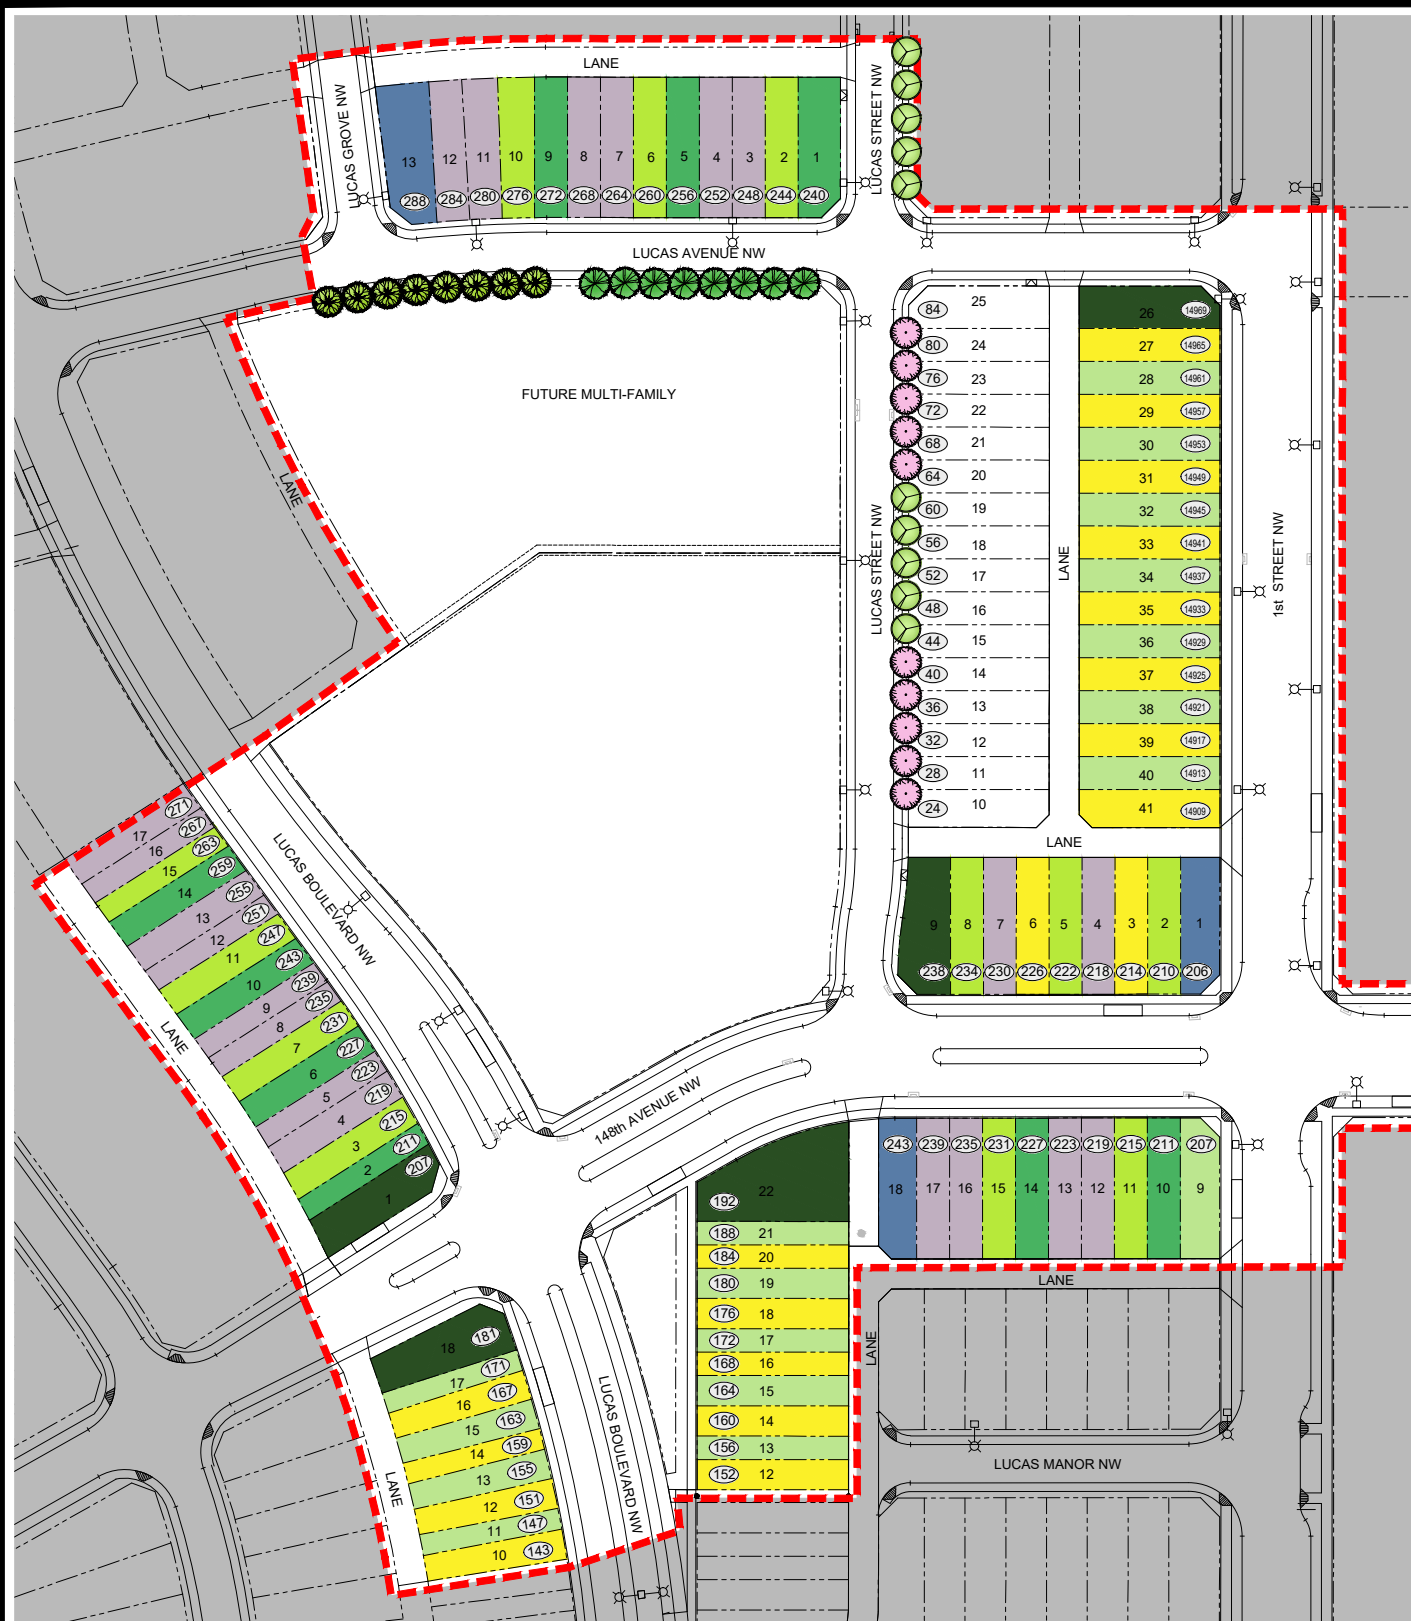 LANE
LUCAS GROVE NW
13 12 11 10 9 8 7 6 5 4 3 2 1
288 284 280 276 272 268 264 260 256 252 248 244 240
LUCAS STREET NW
LUCAS AVENUE NW
FUTURE MULTI-FAMILY
LANE
84 25
80 24
76 23
72 22
68 21
64 20
60 19
56 18
52 17
48 16
44 15
40 14
36 13
32 12
28 11
24 10
LUCAS STREET NW
LANE
26 14969
27 14965
28 14961
29 14957
30 14953
31 14949
32 14945
33 14941
34 14937
35 14933
36 14929
37 14925
38 14921
39 14917
40 14913
41 14909
1st STREET NW
LANE
9 8 7 6 5 4 3 2 1
238 234 230 226 222 218 214 210 206
17 271
16 267
15 263
14 259
13 255
12 251
11 247
10 243
9 239
8 235
7 231
6 227
5 223
4 219
3 215
2 211
1 207
LUCAS BOULEVARD NW
LANE
148th AVENUE NW
243 239 235 231 227 223 219 215 211 207
18 17 16 15 14 13 12 11 10 9
192 22
188 21
184 20
180 19
176 18
172 17
168 16
164 15
160 14
156 13
152 12
LANE
LANE
18 181
17 171
16 167
15 163
14 159
13 155
12 151
11 147
10 143
LANE
LUCAS BOULEVARD NW
LUCAS MANOR NW